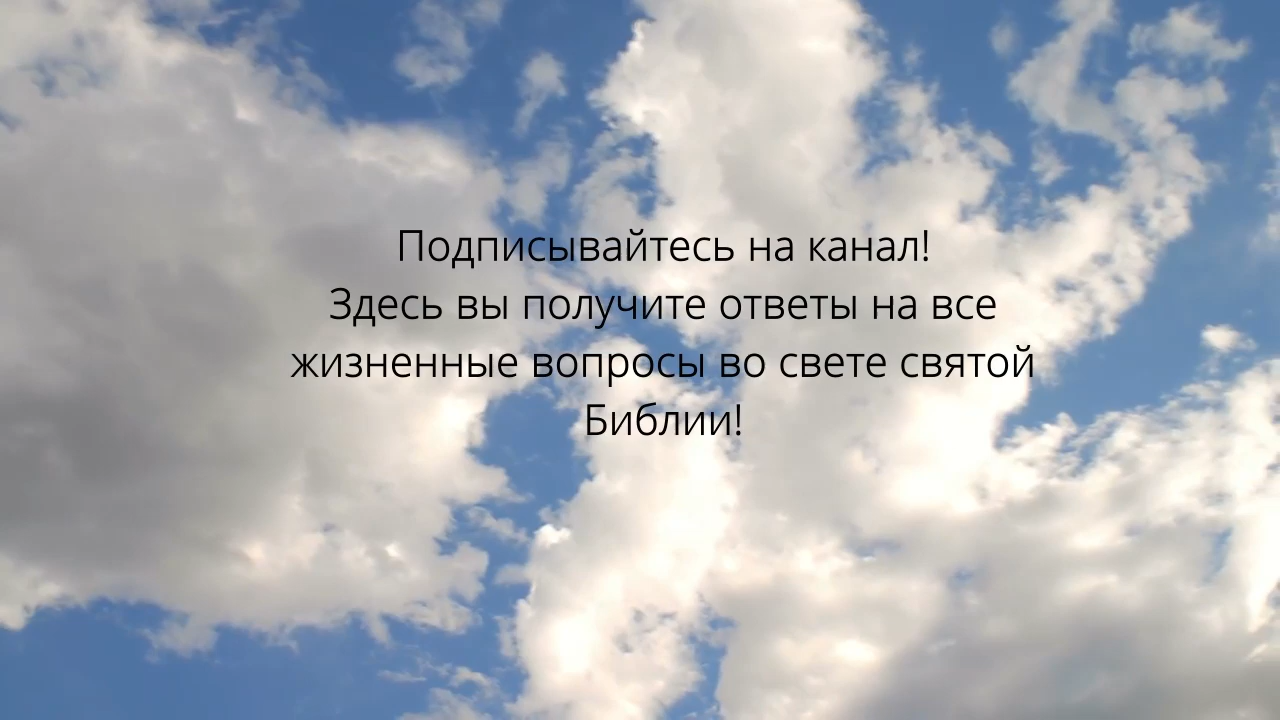 Подписывайтесь на канал!
Здесь вы получите ответы на все
жизненные вопросы во свете святой
Библии!